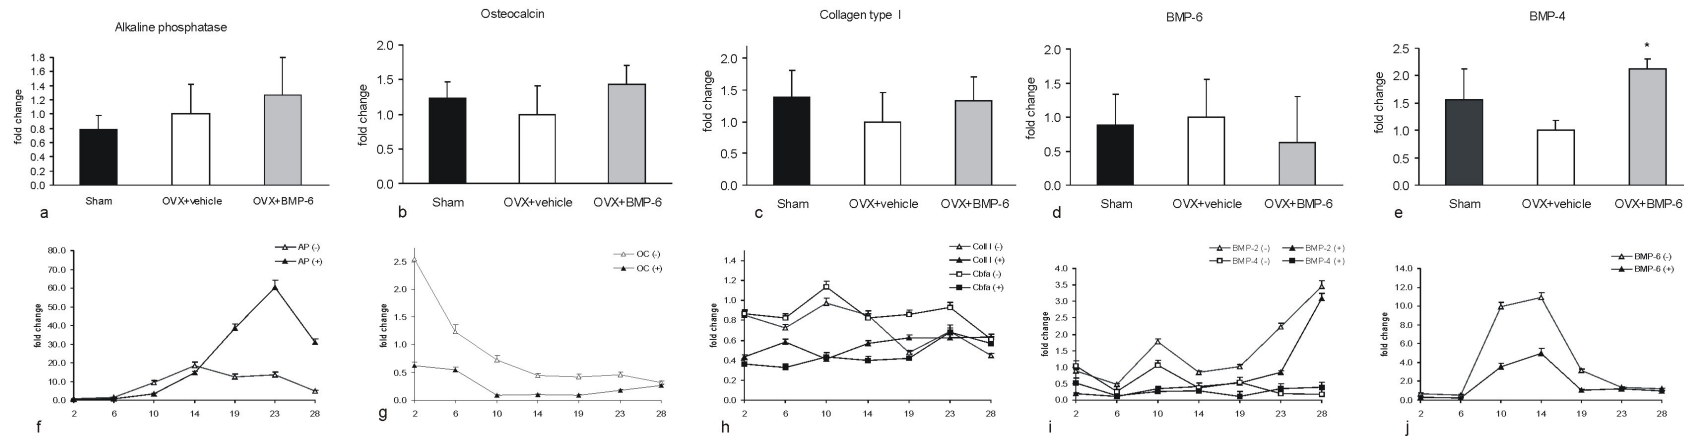 Alkaline phosphatase
fold change
1.8
1.6
1.4
1.2
1.0
0.8
0.6
0.4
0.2
0.0
Sham OVX+vehicle OVX+BMP-6
a
Osteocalcin
fold change
2.0
1.5
1.0
0.5
0.0
Sham OVX+vehicle OVX+BMP-6
b
Collagen type I
fold change
2.0
1.5
1.0
0.5
0.0
Sham OVX+vehicle OVX+BMP-6
c
BMP-6
fold change
2.0
1.5
1.0
0.5
0.0
Sham OVX+vehicle OVX+BMP-6
d
BMP-4
*
fold change
2.5
2.0
1.5
1.0
0.5
0.0
Sham OVX+vehicle OVX+BMP-6
e
AP (-)
AP (+)
fold change
80.0
70.0
60.0
50.0
40.0
30.0
20.0
10.0
0.0
2 6 10 14 19 23 28
f
OC (-)
OC (+)
fold change
2.5
2.0
1.5
1.0
0.5
0.0
2 6 10 14 19 23 28
g
Coll I (-)
Coll I (+)
Cbfa (-)
Cbfa (+)
fold change
1.4
1.2
1.0
0.8
0.6
0.4
0.2
0.0
2 6 10 14 19 23 28
h
BMP-2 (-) BMP-2 (+)
BMP-4 (-) BMP-4 (+)
fold change
4.0
3.5
3.0
2.5
2.0
1.5
1.0
0.5
0.0
2 6 10 14 19 23 28
i
BMP-6 (-)
BMP-6 (+)
fold change
14.0
12.0
10.0
8.0
6.0
4.0
2.0
0.0
2 6 10 14 19 23 28
j